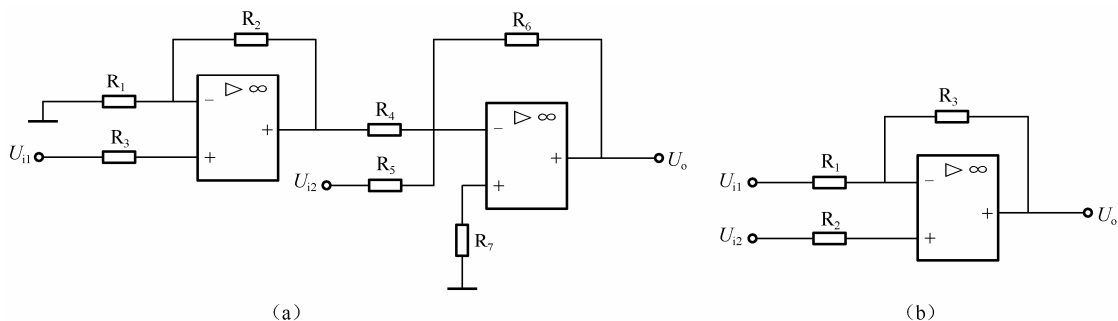 R₂
R₁
▷ ∞
−
+
+
R₃
Uᵢ₁
R₄
R₅
Uᵢ₂
R₆
▷ ∞
−
+
+
Uₒ
R₇
(a)
R₃
R₁
Uᵢ₁
▷ ∞
−
+
+
Uₒ
R₂
Uᵢ₂
(b)